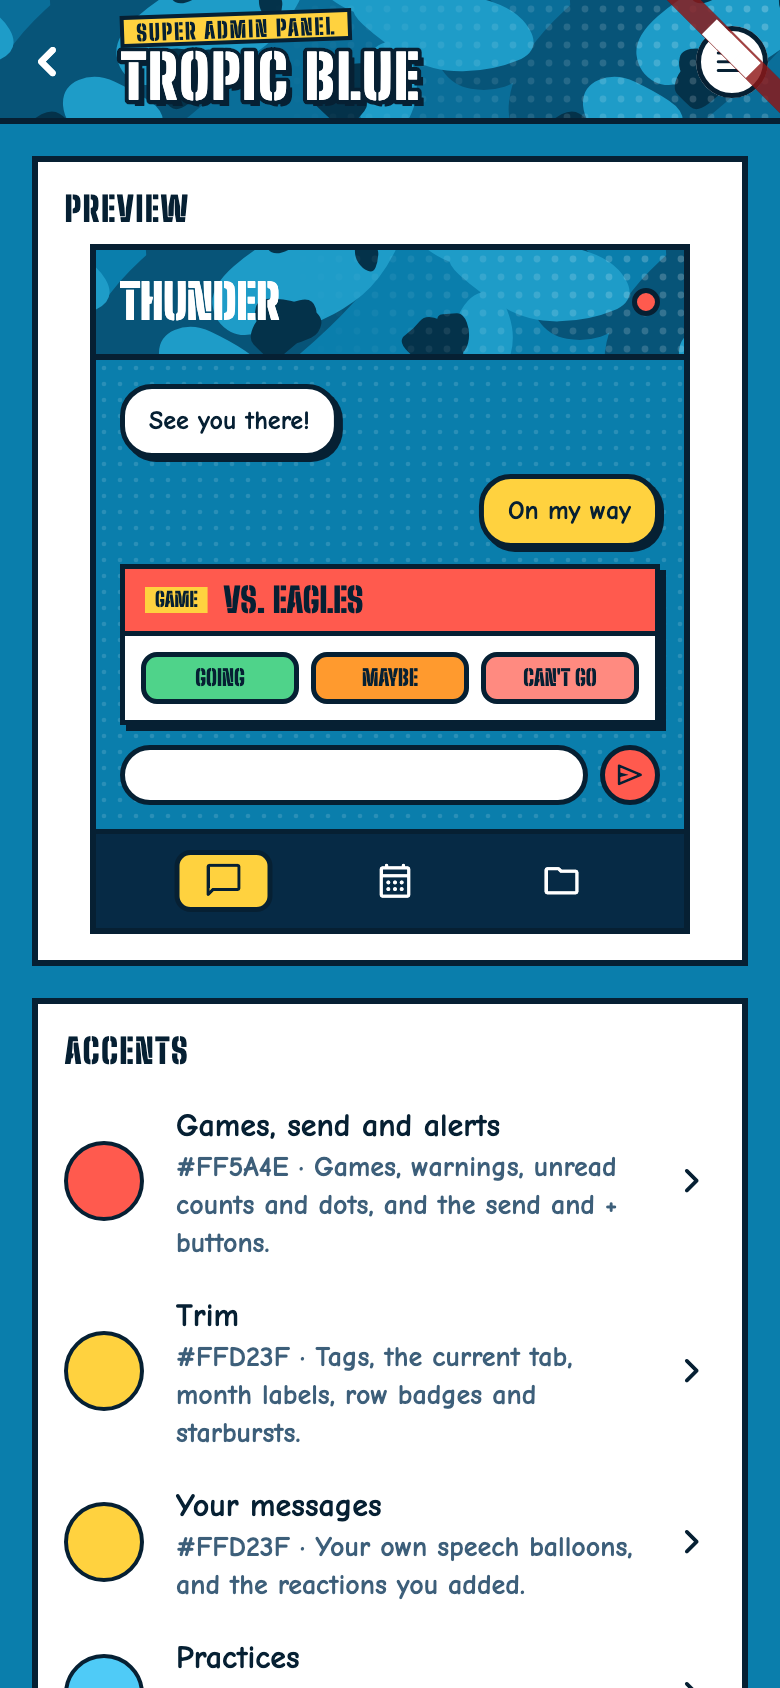 SUPER ADMIN PANEL
TROPIC BLUE
PREVIEW
THUNDER
See you there!
On my way
GAME VS. EAGLES
GOING MAYBE CAN'T GO
ACCENTS
Games, send and alerts
#FF5A4E · Games, warnings, unread
counts and dots, and the send and +
buttons.
Trim
#FFD23F · Tags, the current tab,
month labels, row badges and
starbursts.
Your messages
#FFD23F · Your own speech balloons,
and the reactions you added.
Practices